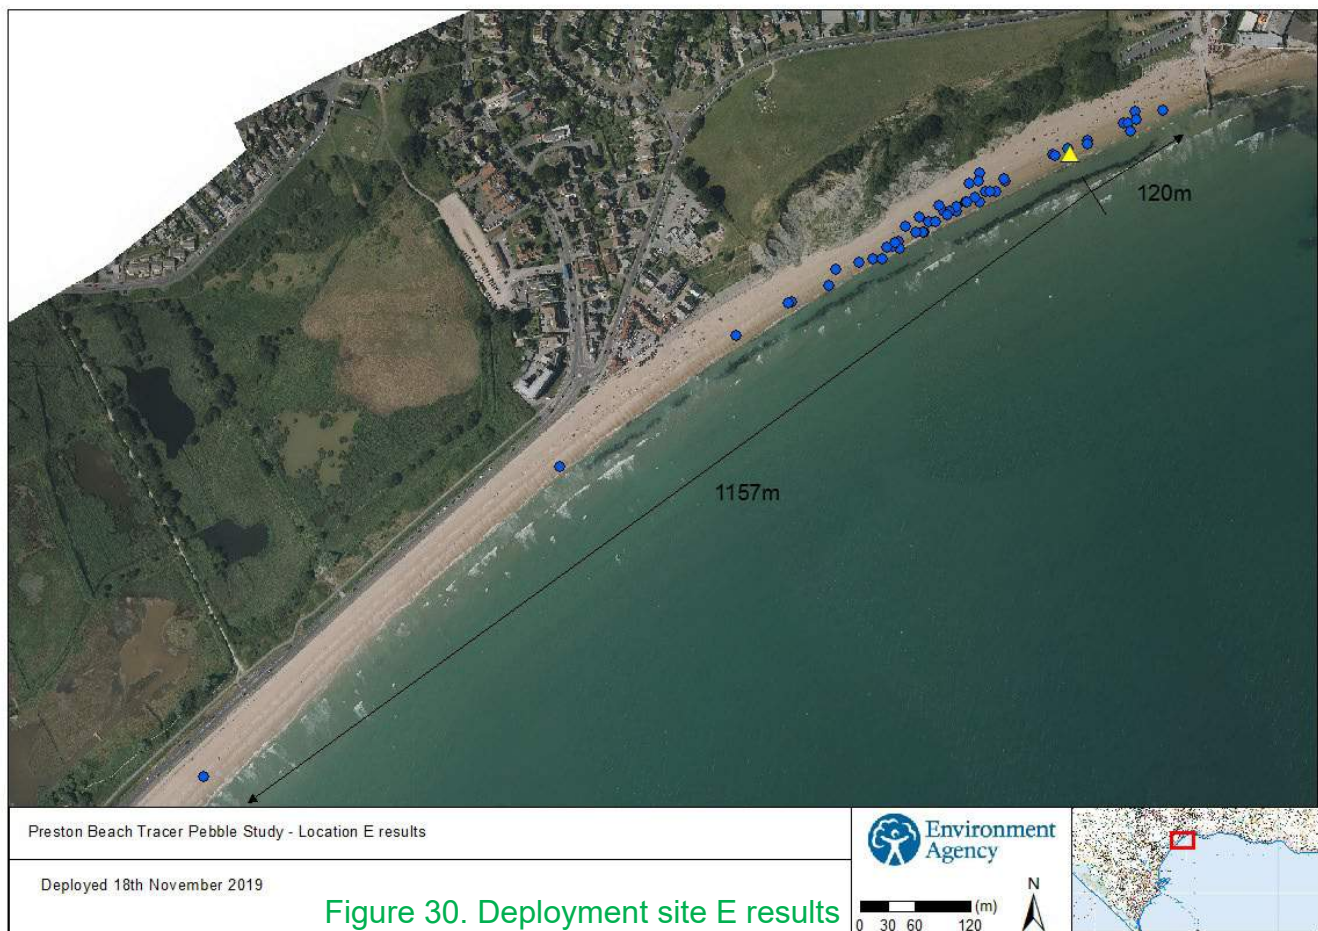 120m
1157m
Preston Beach Tracer Pebble Study - Location E results
Deployed 18th November 2019
Figure 30. Deployment site E results
Environment
Agency
N
(m)
0 30 60 120